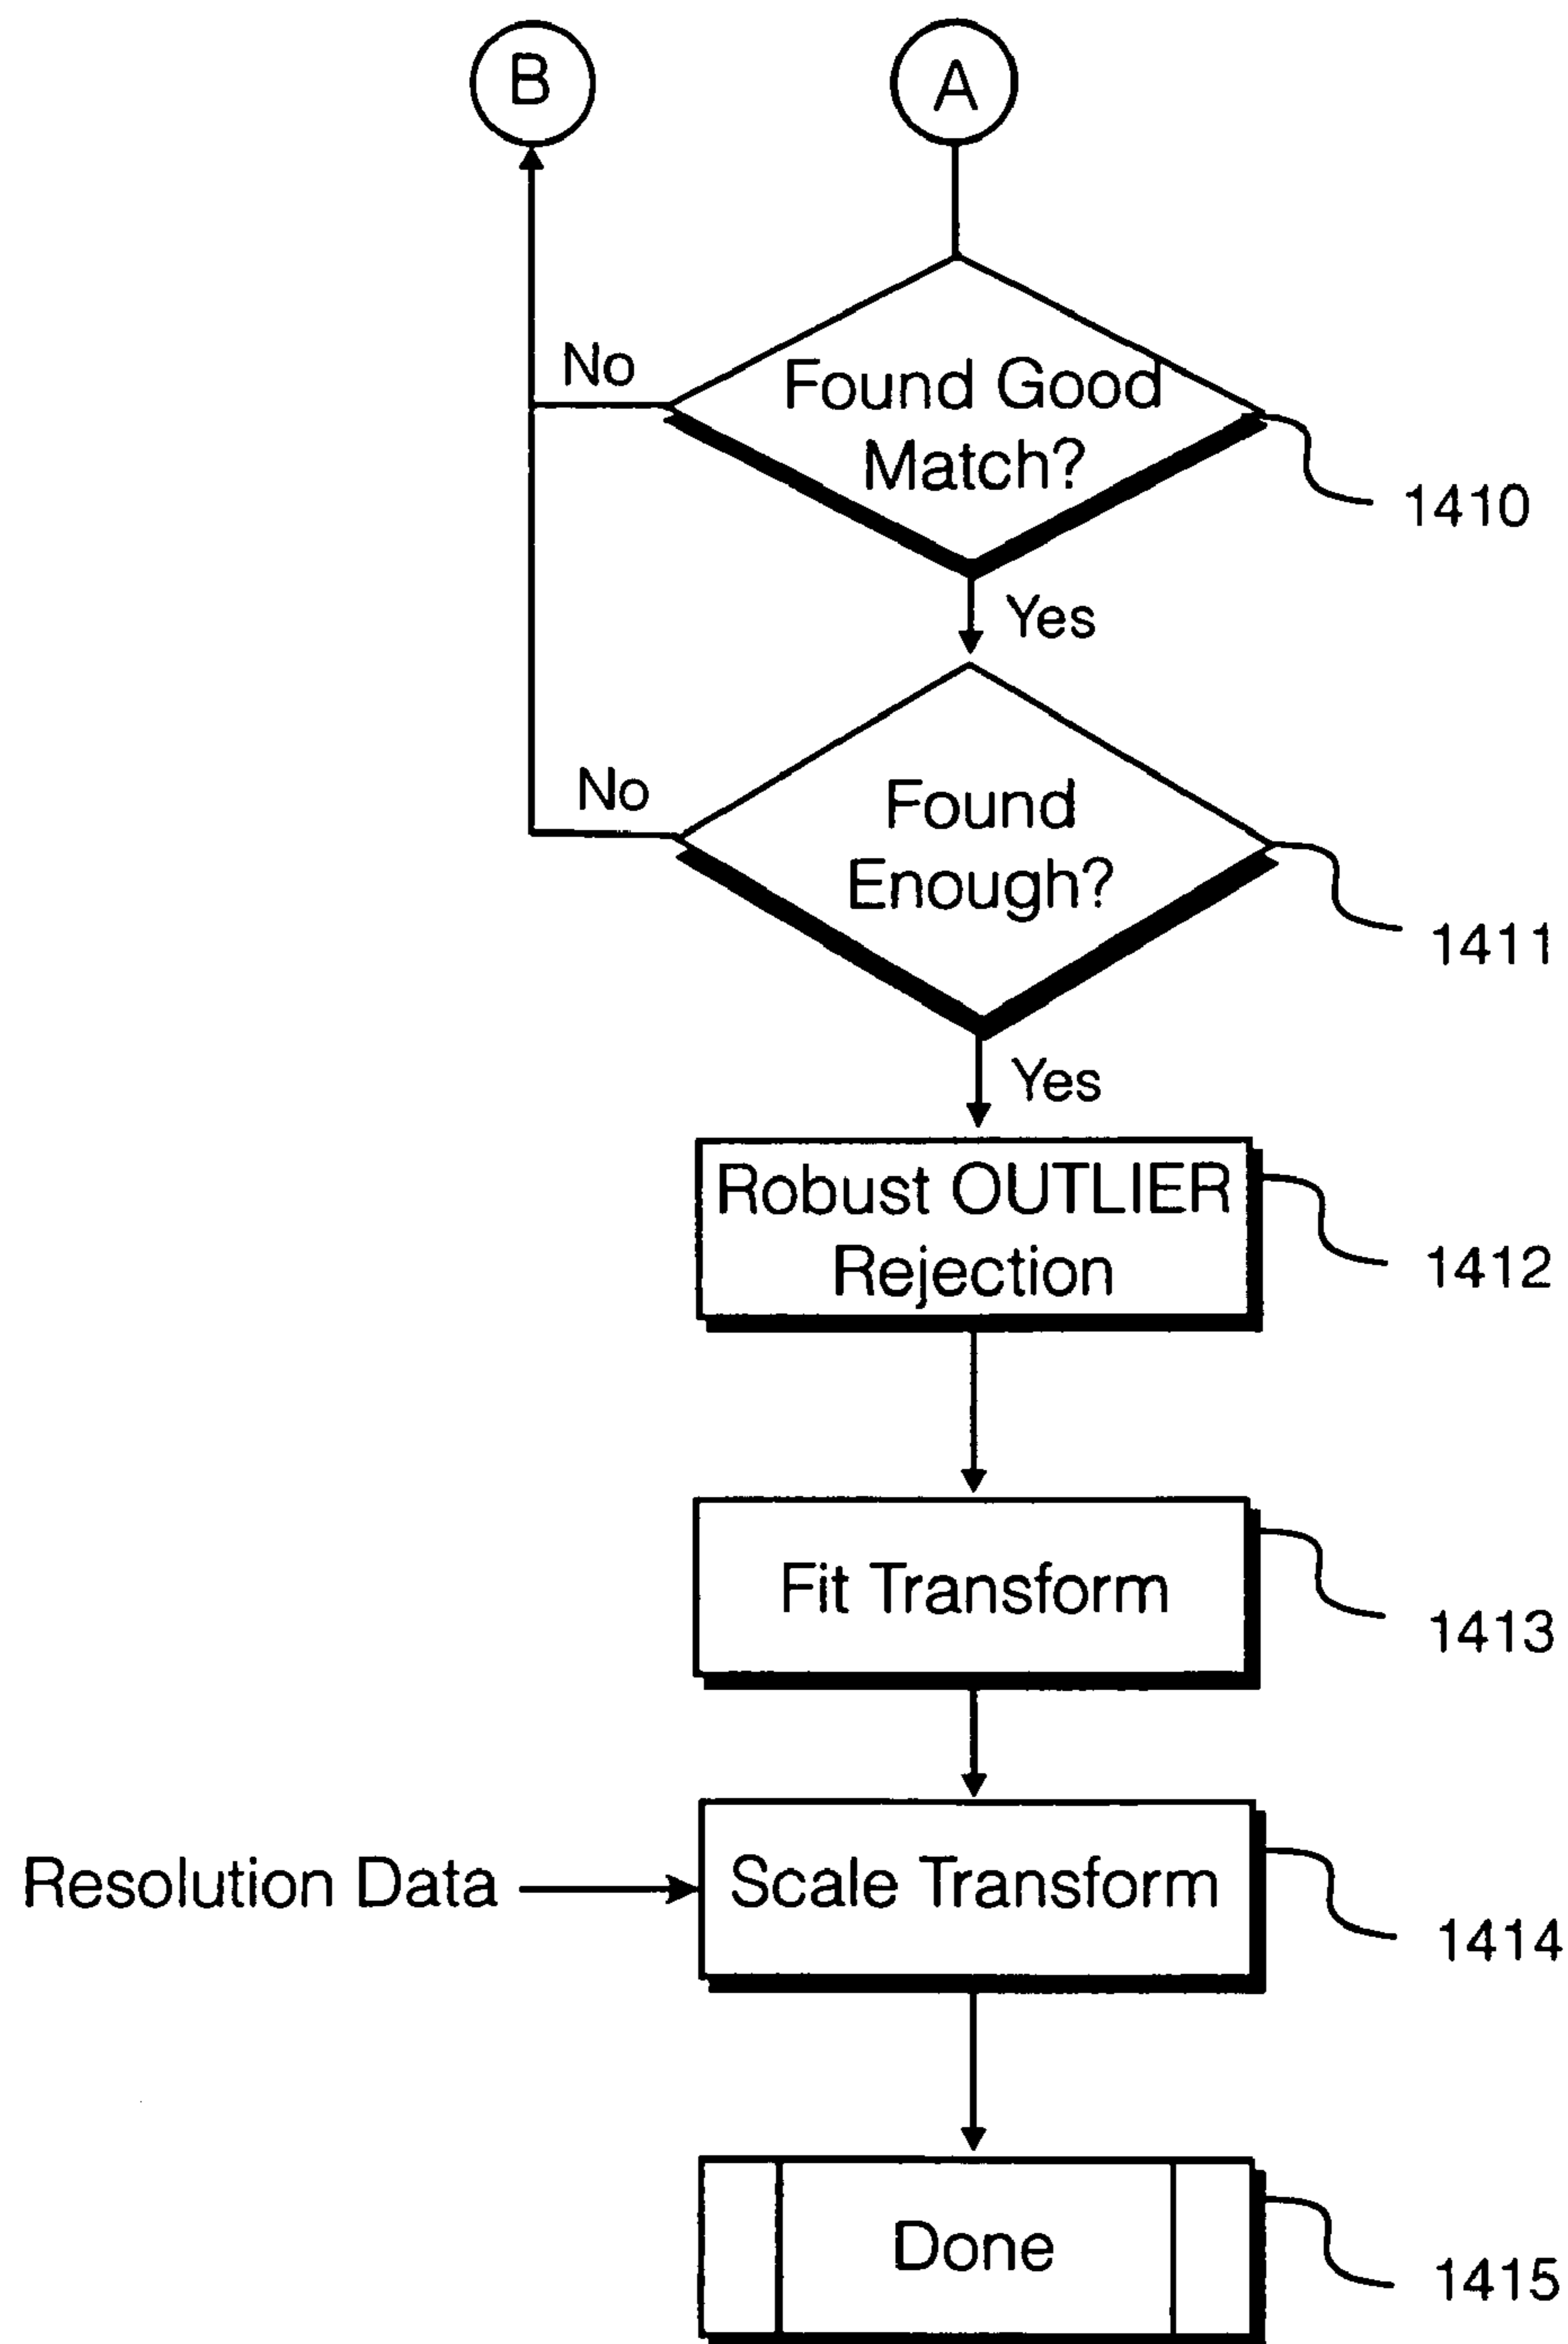 B
A
No
Found Good
Match?
1410
Yes
No
Found
Enough?
1411
Yes
Robust OUTLIER
Rejection
1412
Fit Transform
1413
Resolution Data
Scale Transform
1414
Done
1415